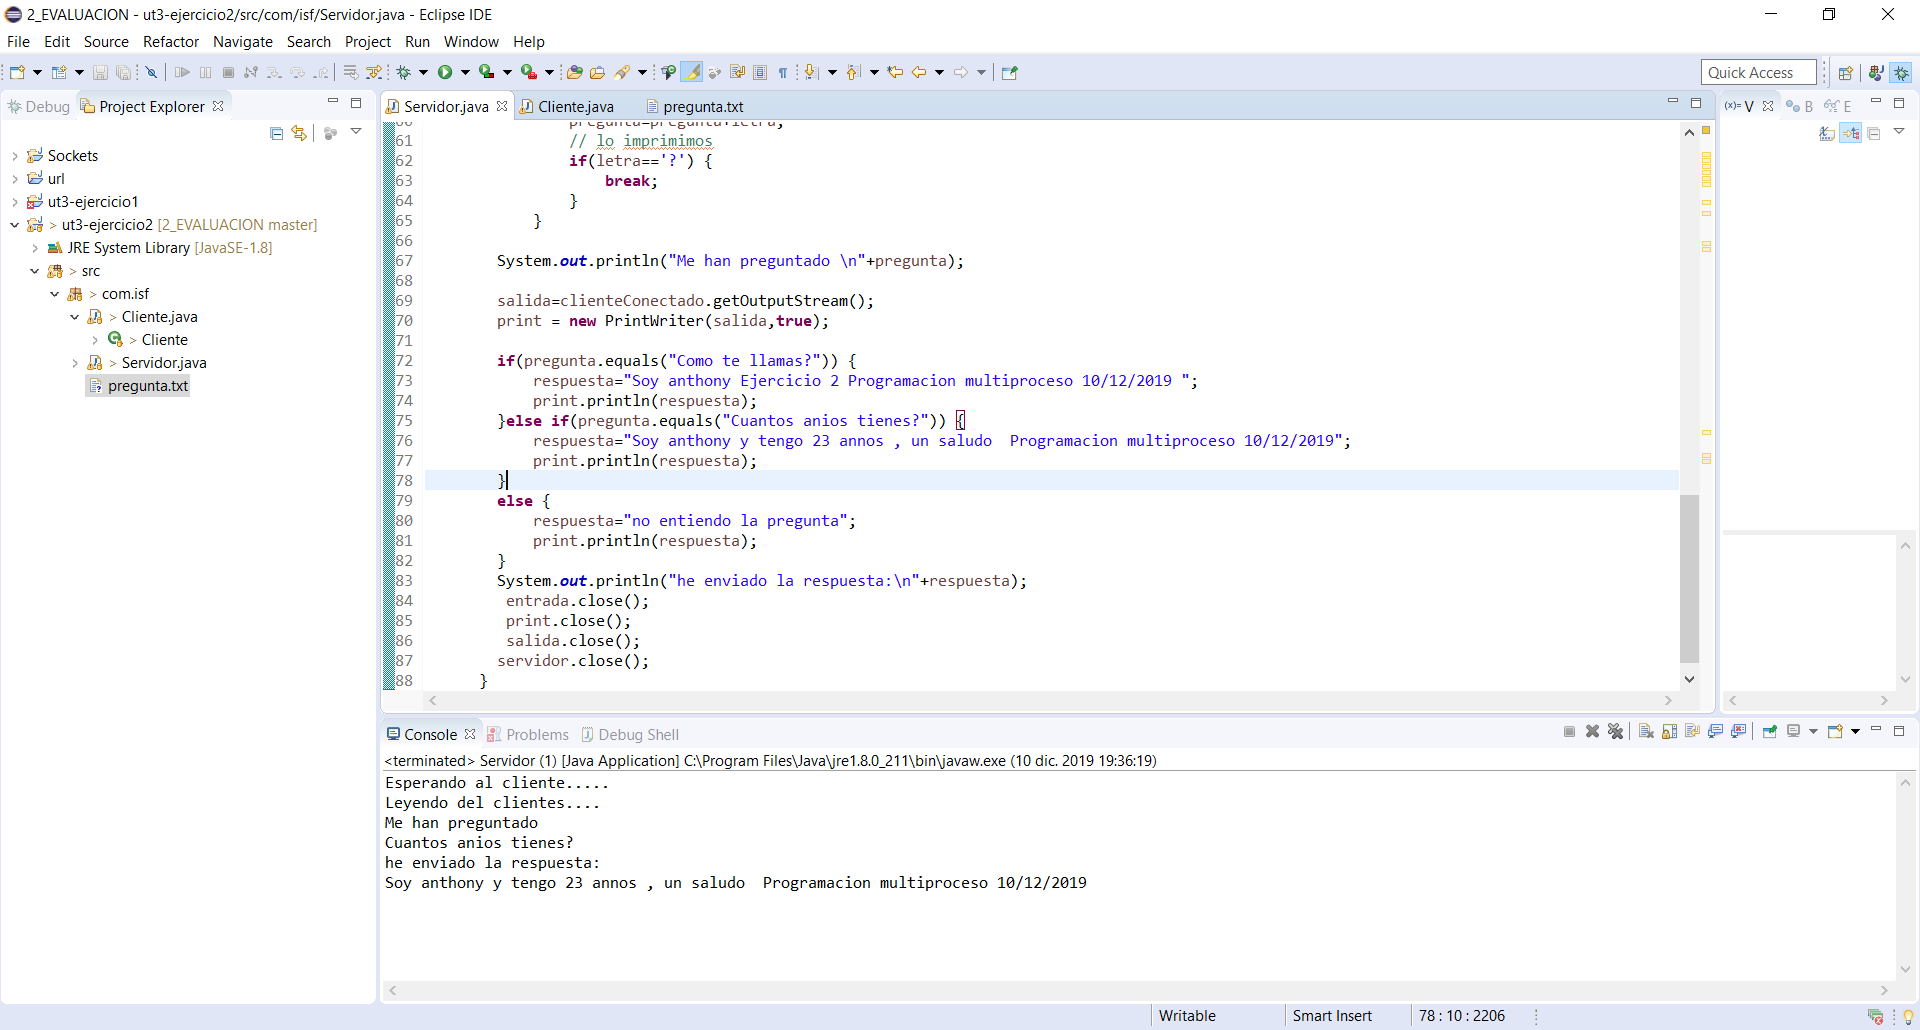 2_EVALUACION - ut3-ejercicio2/src/com/isf/Servidor.java - Eclipse IDE
File Edit Source Refactor Navigate Search Project Run Window Help
Quick Access
Debug Project Explorer
Sockets
url
ut3-ejercicio1
> ut3-ejercicio2 [2_EVALUACION master]
JRE System Library [JavaSE-1.8]
> src
> com.isf
> Cliente.java
> Cliente
> Servidor.java
pregunta.txt
Servidor.java Cliente.java pregunta.txt
60 pregunta=pregunta+letra;
61 // lo imprimimos
62 if(letra=='?') {
63 break;
64 }
65 }
66
67 System.out.println("Me han preguntado \n"+pregunta);
68
69 salida=clienteConectado.getOutputStream();
70 print = new PrintWriter(salida,true);
71
72 if(pregunta.equals("Como te llamas?")) {
73 respuesta="Soy anthony Ejercicio 2 Programacion multiproceso 10/12/2019 ";
74 print.println(respuesta);
75 }else if(pregunta.equals("Cuantos anios tienes?")) {
76 respuesta="Soy anthony y tengo 23 annos , un saludo  Programacion multiproceso 10/12/2019";
77 print.println(respuesta);
78 }
79 else {
80 respuesta="no entiendo la pregunta";
81 print.println(respuesta);
82 }
83 System.out.println("he enviado la respuesta:\n"+respuesta);
84 entrada.close();
85 print.close();
86 salida.close();
87 servidor.close();
88 }
(x)= V B E
Console Problems Debug Shell
<terminated> Servidor (1) [Java Application] C:\Program Files\Java\jre1.8.0_211\bin\javaw.exe (10 dic. 2019 19:36:19)
Esperando al cliente.....
Leyendo del clientes....
Me han preguntado
Cuantos anios tienes?
he enviado la respuesta:
Soy anthony y tengo 23 annos , un saludo  Programacion multiproceso 10/12/2019
Writable Smart Insert 78 : 10 : 2206